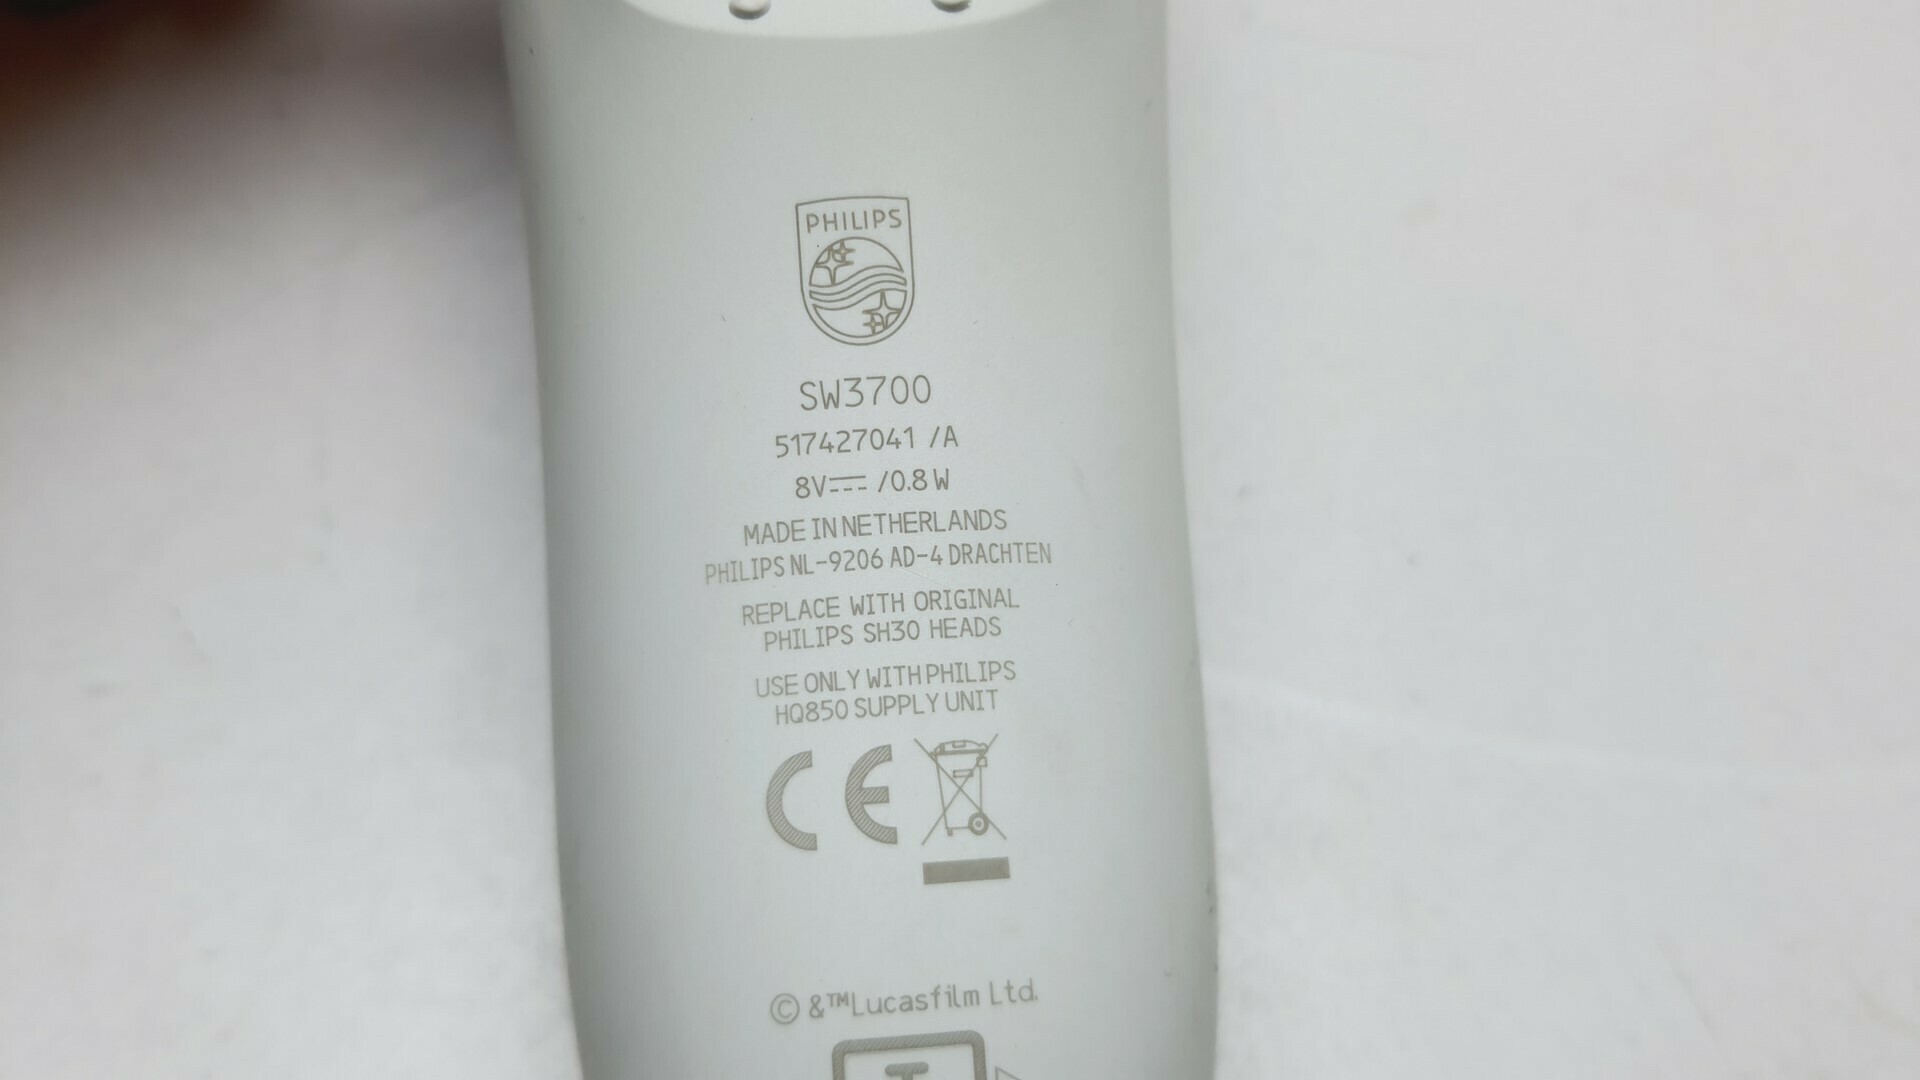 PHILIPS
SW3700
517427041 /A
8V⎓ /0.8 W
MADE IN NETHERLANDS
PHILIPS NL-9206 AD-4 DRACHTEN
REPLACE WITH ORIGINAL
PHILIPS SH30 HEADS
USE ONLY WITH PHILIPS
HQ850 SUPPLY UNIT
CE
© &™Lucasfilm Ltd.